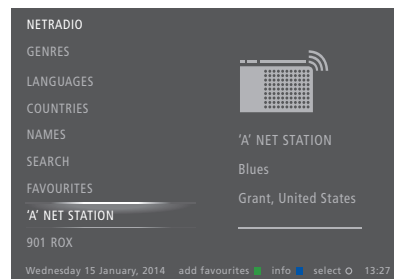 NETRADIO
GENRES
LANGUAGES
COUNTRIES
NAMES
SEARCH
FAVOURITES
'A' NET STATION
901 ROX
'A' NET STATION
Blues
Grant, United States
Wednesday 15 January, 2014 add favourites info select 13:27